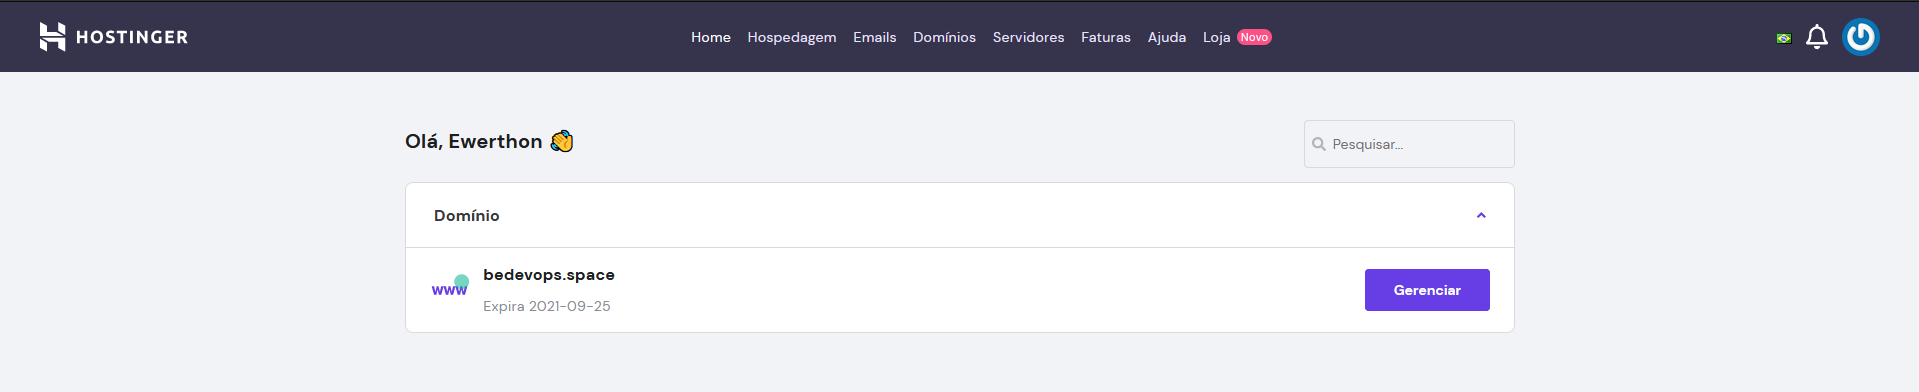 HOSTINGER
Home Hospedagem Emails Domínios Servidores Faturas Ajuda Loja Novo
Olá, Ewerthon 👏
Pesquisar...
Domínio
www
bedevops.space
Expira 2021-09-25
Gerenciar